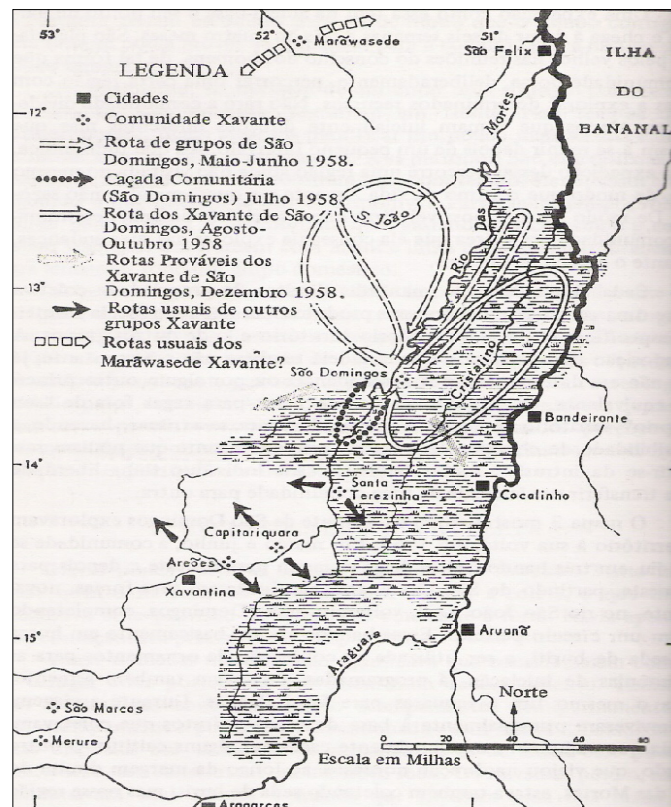 53°
52°
51°
Marãwasede
São Felix
ILHA
DO
BANANAL
LEGENDA
Cidades
Comunidade Xavante
Rota de grupos de São
Domingos, Maio-Junho 1958.
Caçada Comunitária
(São Domingos) Julho 1958
Rota dos Xavante de São
Domingos, Agosto-
Outubro 1958
Rotas Prováveis dos
Xavante de São
Domingos, Dezembro 1958.
Rotas usuais de outros
grupos Xavante
Rotas usuais dos
Marãwasede Xavante?
12°
13°
14°
15°
S. João
Rio Das Mortes
Cristalino
São Domingos
Bandeirante
Santa
Terezinha
Cocalinho
Capitariquara
Areões
Xavantina
Aruanã
Araguaia
São Marcos
Meruro
Norte
0 20 40 60 80
Escala em Milhas
Aragarças